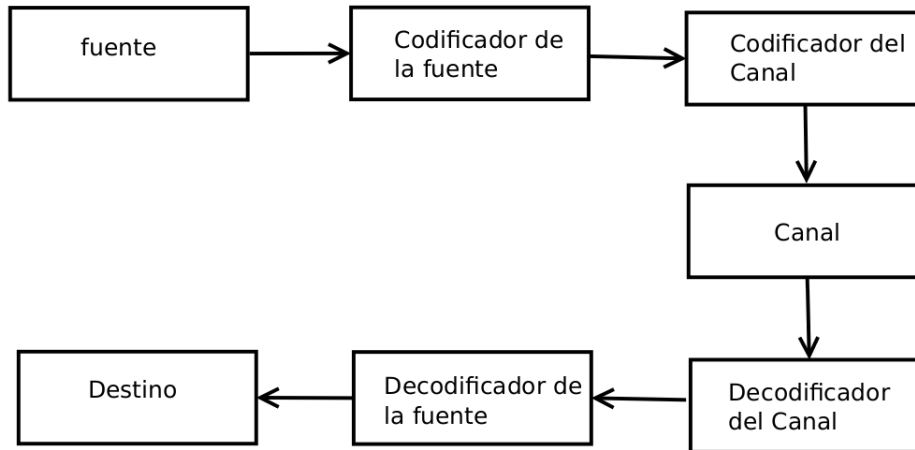 fuente
Codificador de
la fuente
Codificador del
Canal
Canal
Decodificador
del Canal
Decodificador de
la fuente
Destino